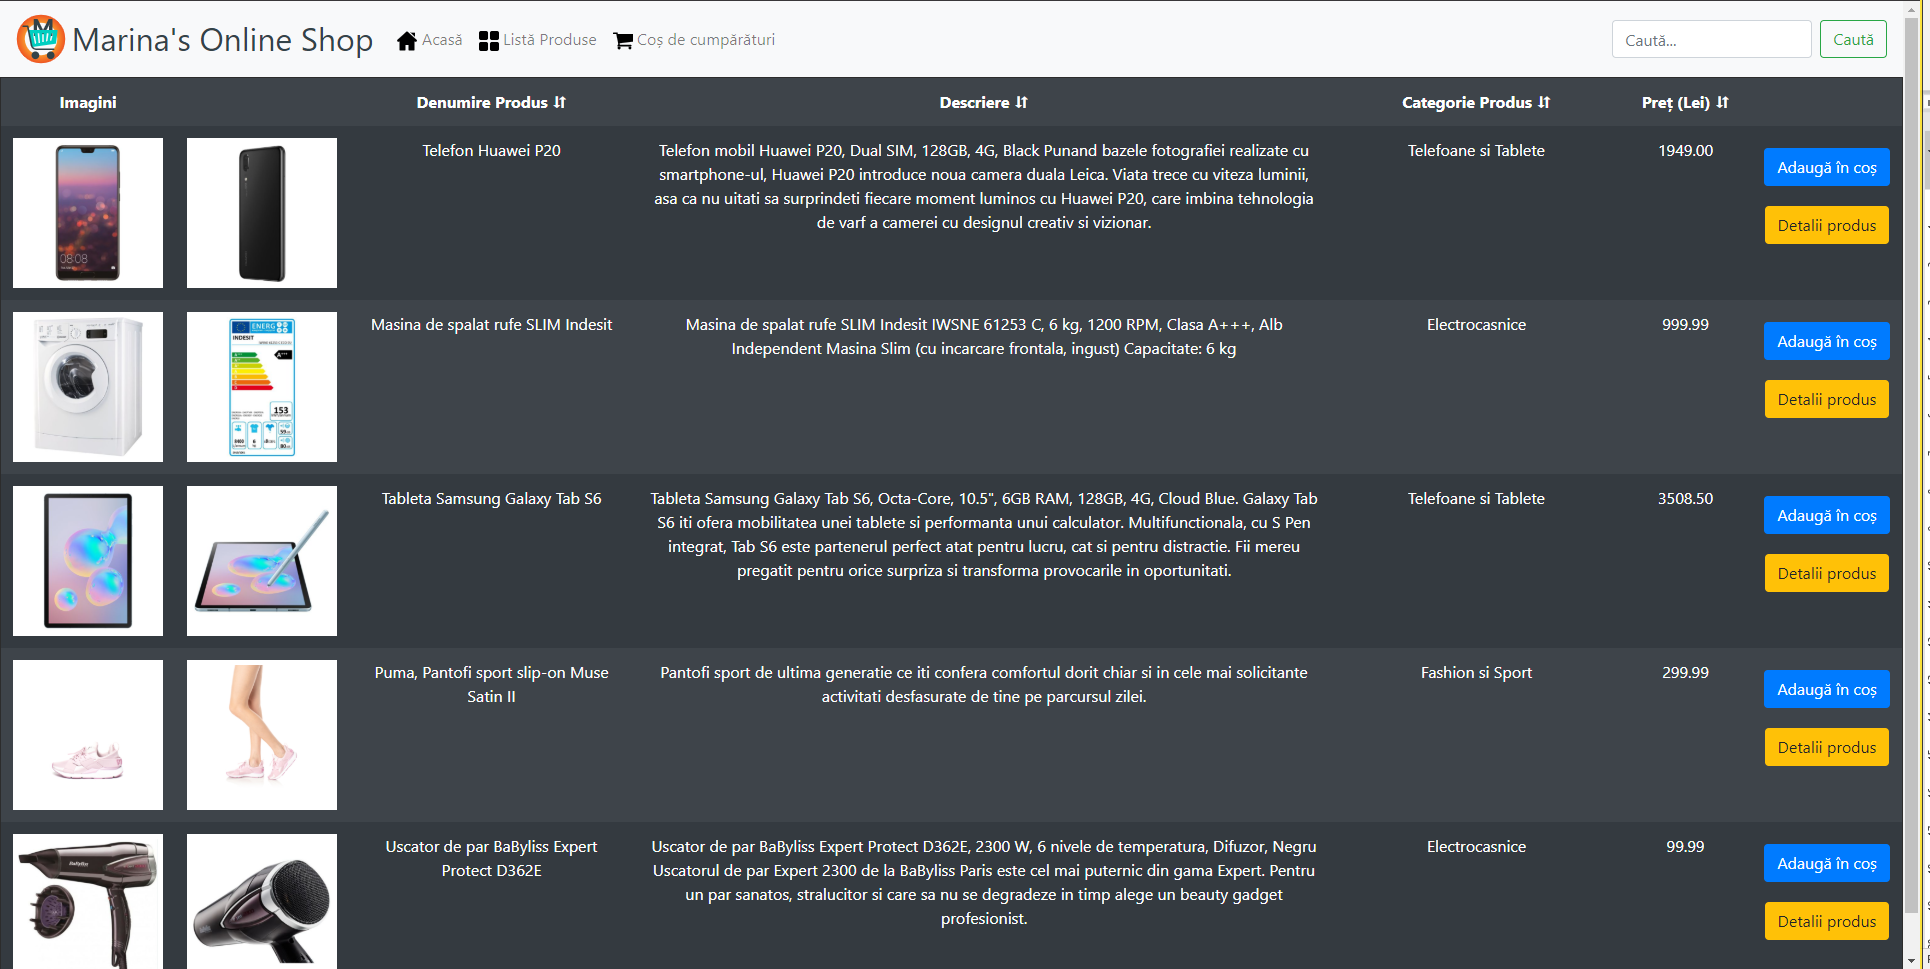 Marina's Online Shop
Acasă
Listă Produse
Coș de cumpărături
Caută...
Caută
Imagini
Denumire Produs
Descriere
Categorie Produs
Preț (Lei)
08:08
Telefon Huawei P20
Telefon mobil Huawei P20, Dual SIM, 128GB, 4G, Black Punand bazele fotografiei realizate cu
smartphone-ul, Huawei P20 introduce noua camera duala Leica. Viata trece cu viteza luminii,
asa ca nu uitati sa surprindeti fiecare moment luminos cu Huawei P20, care imbina tehnologia
de varf a camerei cu designul creativ si vizionar.
Telefoane si Tablete
1949.00
Adaugă în coș
Detalii produs
ENERG
INDESIT
A+++
153
Masina de spalat rufe SLIM Indesit
Masina de spalat rufe SLIM Indesit IWSNE 61253 C, 6 kg, 1200 RPM, Clasa A+++, Alb
Independent Masina Slim (cu incarcare frontala, ingust) Capacitate: 6 kg
Electrocasnice
999.99
Adaugă în coș
Detalii produs
Tableta Samsung Galaxy Tab S6
Tableta Samsung Galaxy Tab S6, Octa-Core, 10.5", 6GB RAM, 128GB, 4G, Cloud Blue. Galaxy Tab
S6 iti ofera mobilitatea unei tablete si performanta unui calculator. Multifunctionala, cu S Pen
integrat, Tab S6 este partenerul perfect atat pentru lucru, cat si pentru distractie. Fii mereu
pregatit pentru orice surpriza si transforma provocarile in oportunitati.
Telefoane si Tablete
3508.50
Adaugă în coș
Detalii produs
Puma, Pantofi sport slip-on Muse
Satin II
Pantofi sport de ultima generatie ce iti confera comfortul dorit chiar si in cele mai solicitante
activitati desfasurate de tine pe parcursul zilei.
Fashion si Sport
299.99
Adaugă în coș
Detalii produs
Uscator de par BaByliss Expert
Protect D362E
Uscator de par BaByliss Expert Protect D362E, 2300 W, 6 nivele de temperatura, Difuzor, Negru
Uscatorul de par Expert 2300 de la BaByliss Paris este cel mai puternic din gama Expert. Pentru
un par sanatos, stralucitor si care sa nu se degradeze in timp alege un beauty gadget
profesionist.
Electrocasnice
99.99
Adaugă în coș
Detalii produs